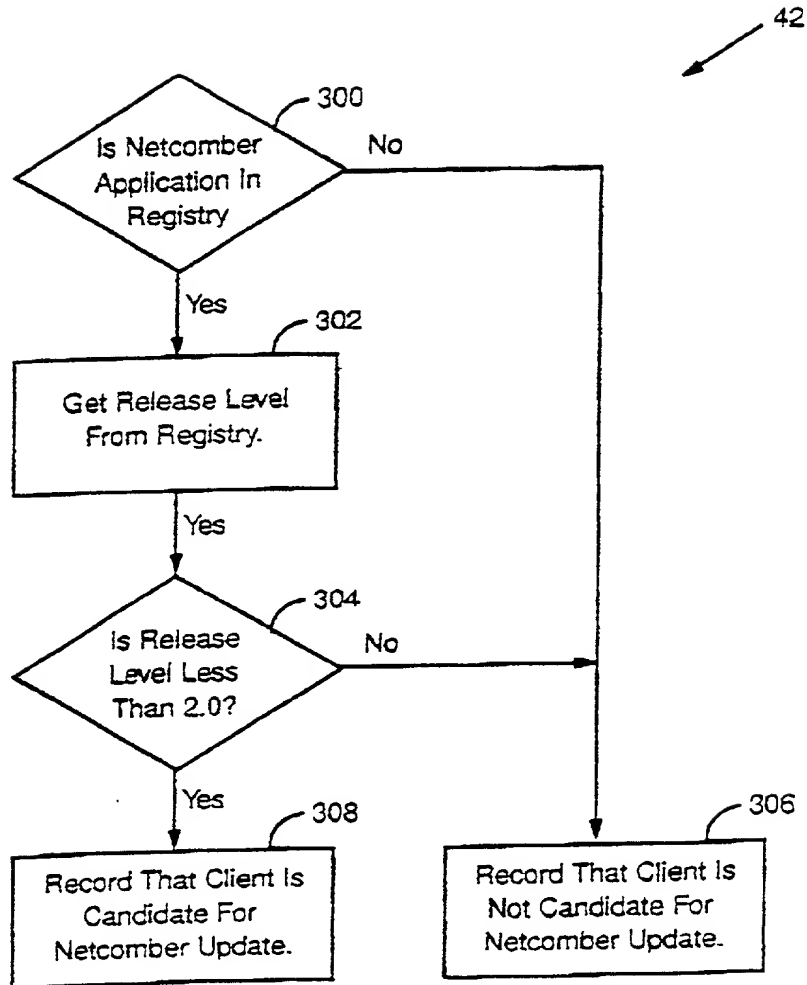 42
300
Is Netcomber
Application In
Registry
No
Yes
302
Get Release Level
From Registry.
Yes
304
Is Release
Level Less
Than 2.0?
No
Yes
308
Record That Client Is
Candidate For
Netcomber Update.
306
Record That Client Is
Not Candidate For
Netcomber Update.